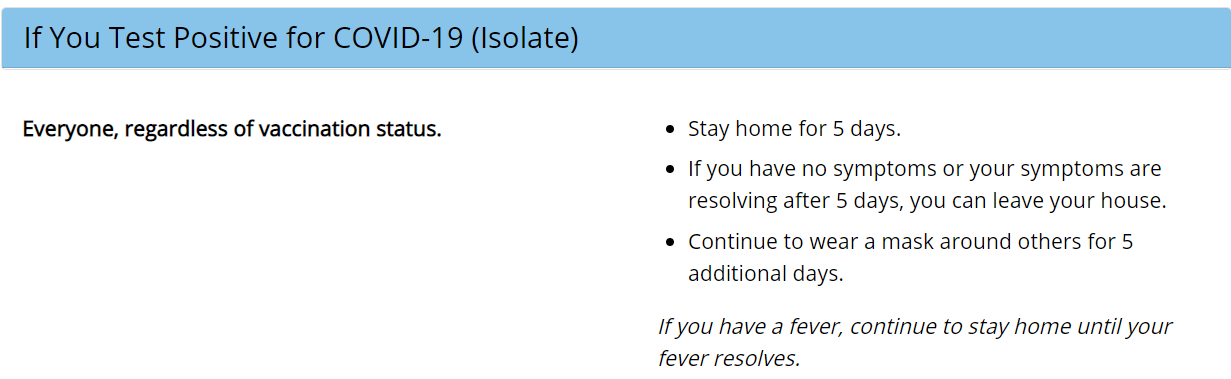 If You Test Positive for COVID-19 (Isolate)
Everyone, regardless of vaccination status.
• Stay home for 5 days.
• If you have no symptoms or your symptoms are
resolving after 5 days, you can leave your house.
• Continue to wear a mask around others for 5
additional days.
If you have a fever, continue to stay home until your
fever resolves.